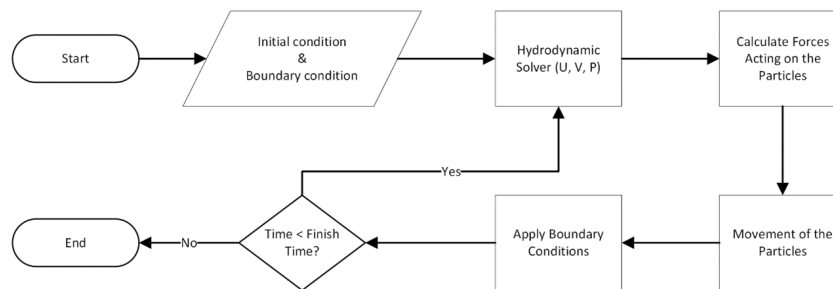 Start
Initial condition
&
Boundary condition
Hydrodynamic
Solver (U, V, P)
Calculate Forces
Acting on the
Particles
Yes
End
No
Time < Finish
Time?
Apply Boundary
Conditions
Movement of the
Particles